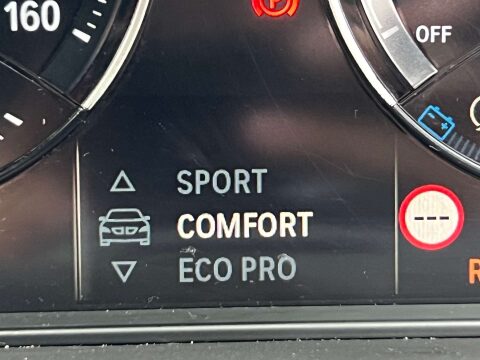 160
P
OFF
SPORT
COMFORT
ECO PRO
---
R